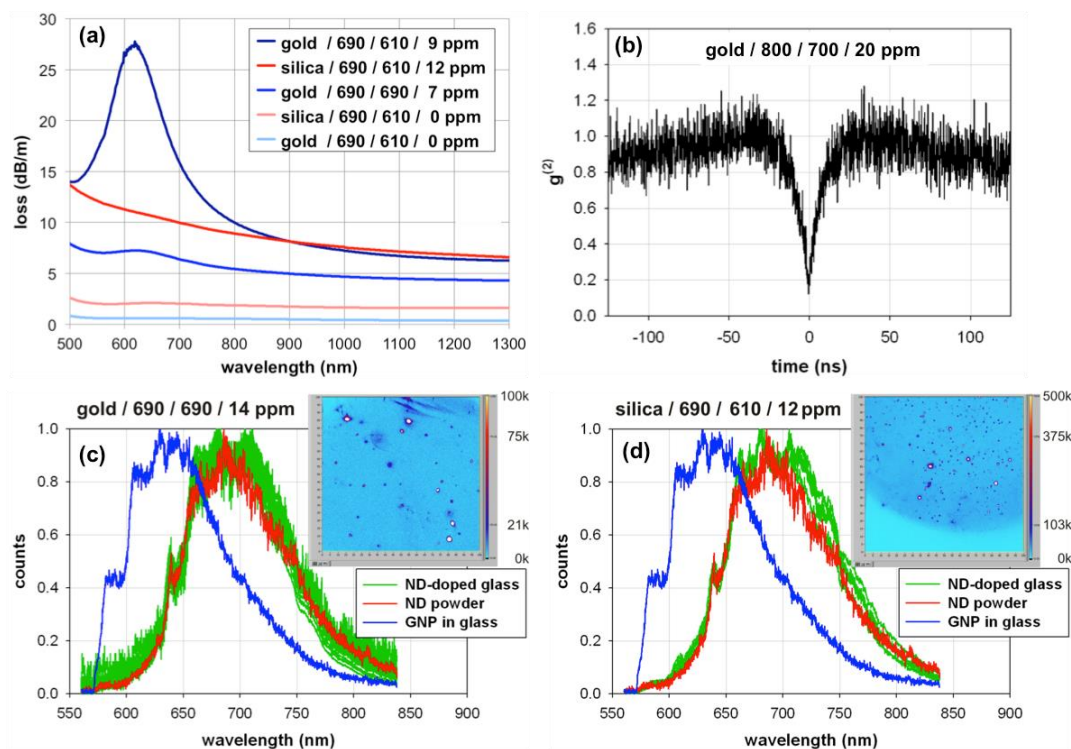 (a)
gold / 690 / 610 / 9 ppm
silica / 690 / 610 / 12 ppm
gold / 690 / 690 / 7 ppm
silica / 690 / 610 / 0 ppm
gold / 690 / 610 / 0 ppm
30
25
20
15
10
5
0
loss (dB/m)
500 600 700 800 900 1000 1100 1200 1300
wavelength (nm)
(b)
gold / 800 / 700 / 20 ppm
1.6
1.4
1.2
1.0
0.8
0.6
0.4
0.2
0.0
g(2)
-100 -50 0 50 100
time (ns)
gold / 690 / 690 / 14 ppm
(c)
100k
75k
21k
0k
1.0
0.8
0.6
0.4
0.2
0.0
counts
ND-doped glass
ND powder
GNP in glass
550 600 650 700 750 800 850 900
wavelength (nm)
silica / 690 / 610 / 12 ppm
(d)
500k
375k
103k
0k
1.0
0.8
0.6
0.4
0.2
0.0
counts
ND-doped glass
ND powder
GNP in glass
550 600 650 700 750 800 850 900
wavelength (nm)